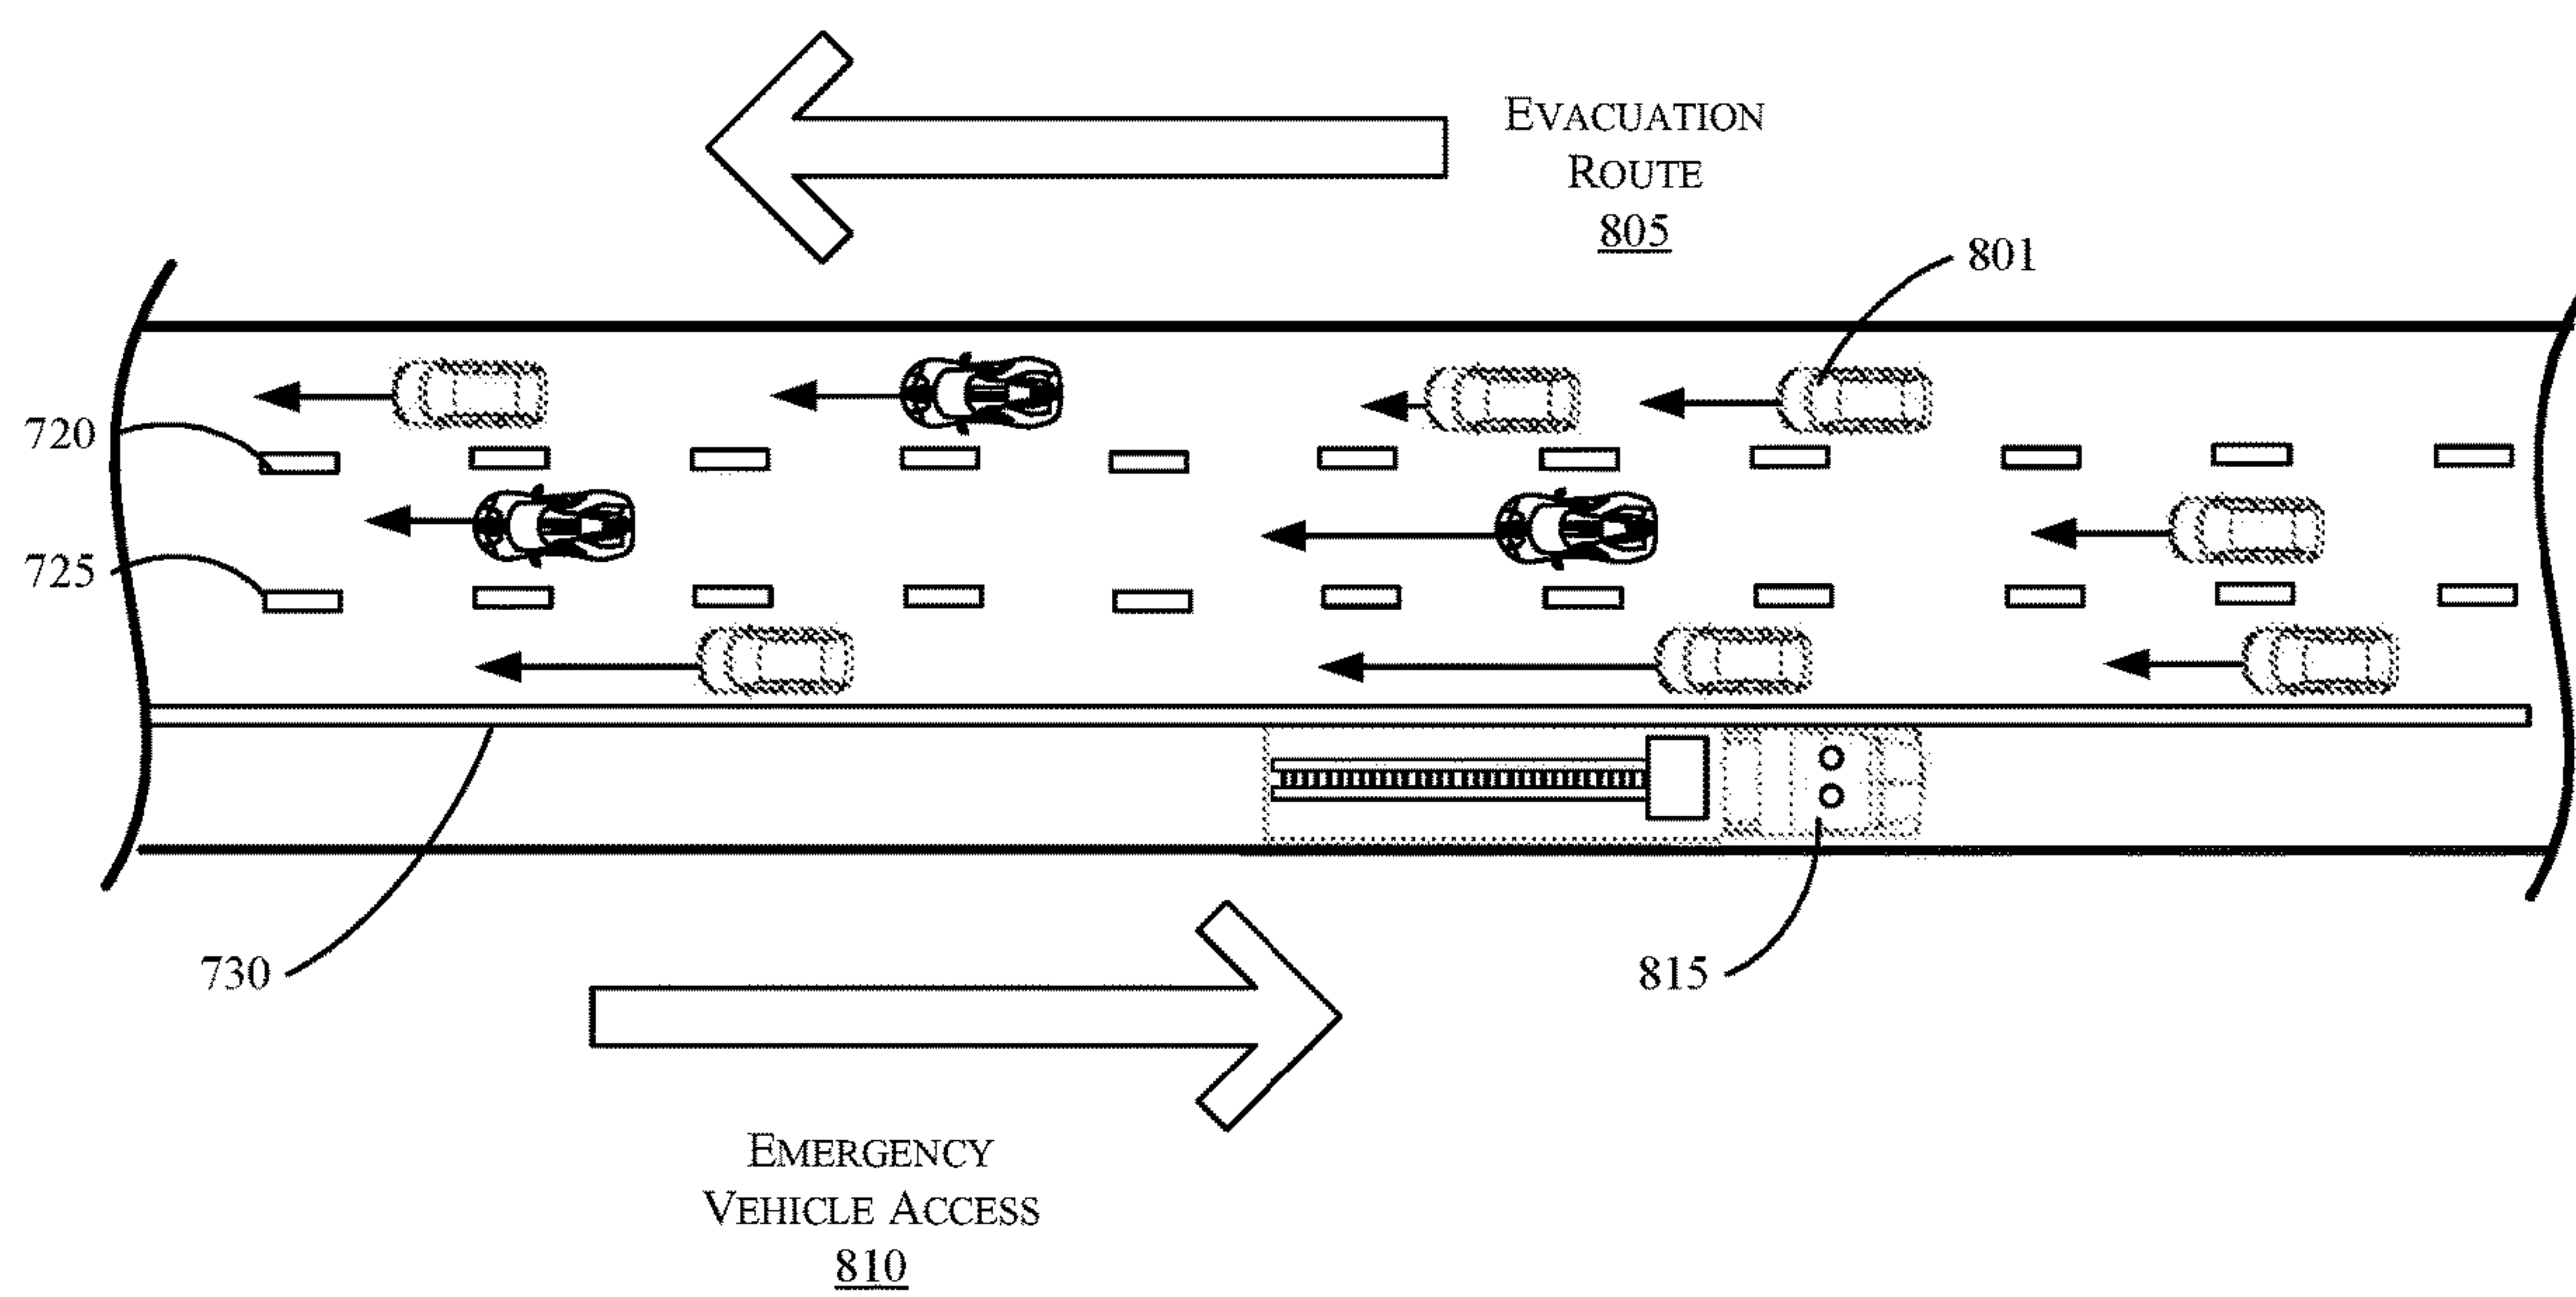 EVACUATION
ROUTE
805
801
720
725
730
815
EMERGENCY
VEHICLE ACCESS
810